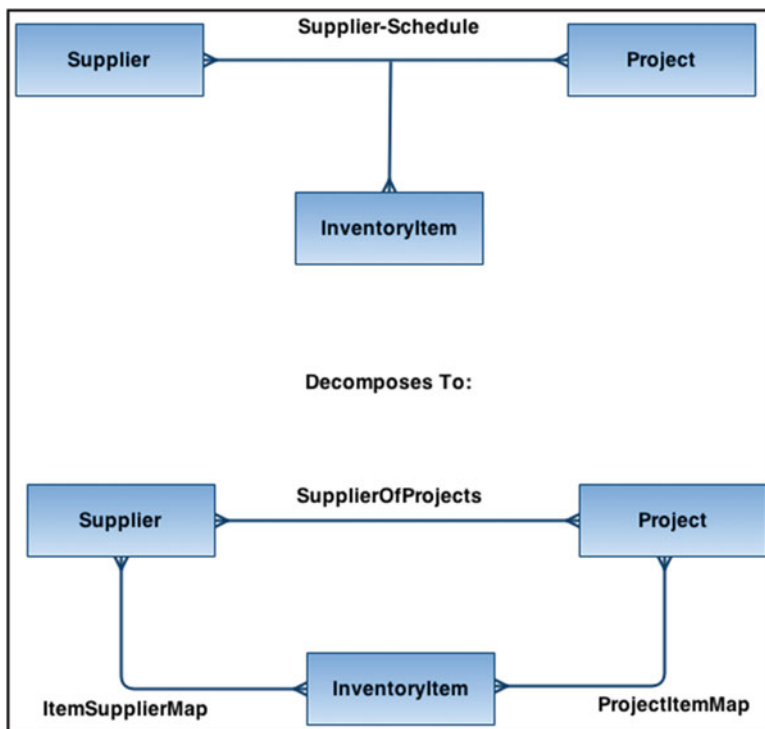 Supplier-Schedule
Supplier
Project
InventoryItem
Decomposes To:
SupplierOfProjects
Supplier
Project
InventoryItem
ItemSupplierMap
ProjectItemMap